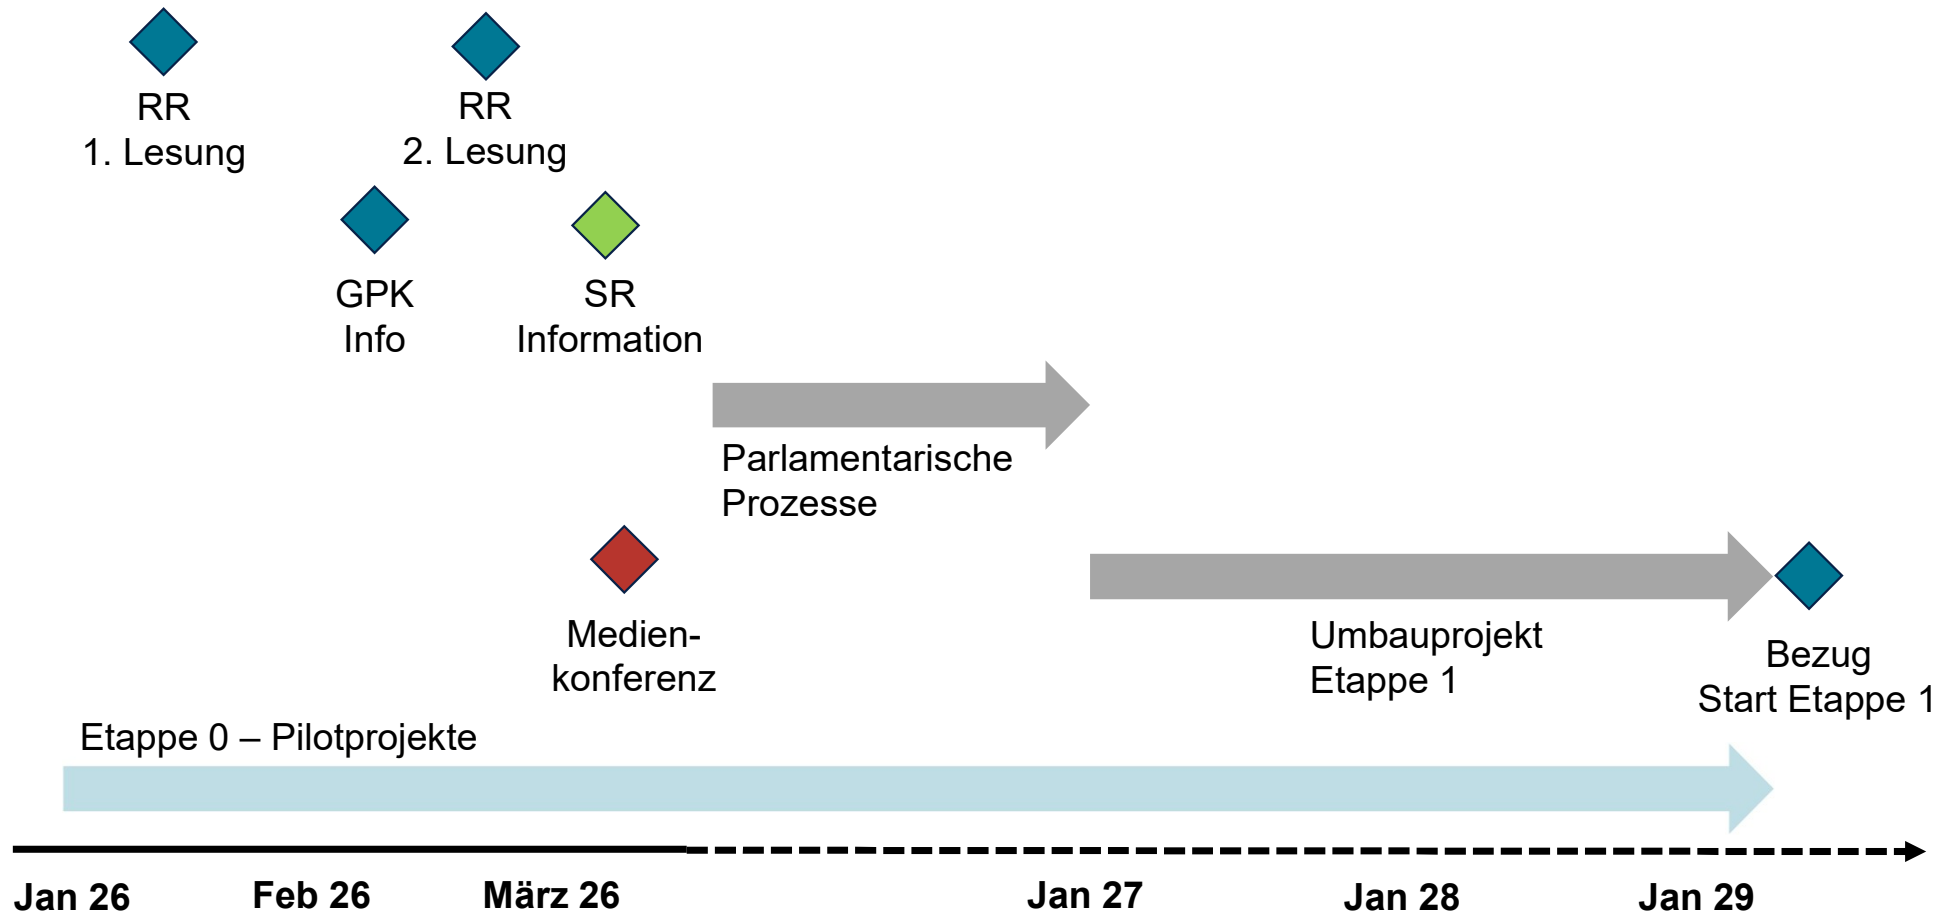 RR
1. Lesung
RR
2. Lesung
GPK
Info
SR
Information
Parlamentarische
Prozesse
Medien-
konferenz
Umbauprojekt
Etappe 1
Bezug
Start Etappe 1
Etappe 0 – Pilotprojekte
Jan 26
Feb 26
März 26
Jan 27
Jan 28
Jan 29